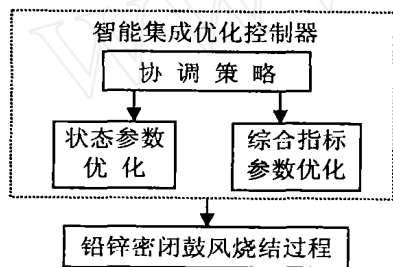 智能集成优化控制器
协调策略
状态参数
优化
综合指标
参数优化
铅锌密闭鼓风烧结过程